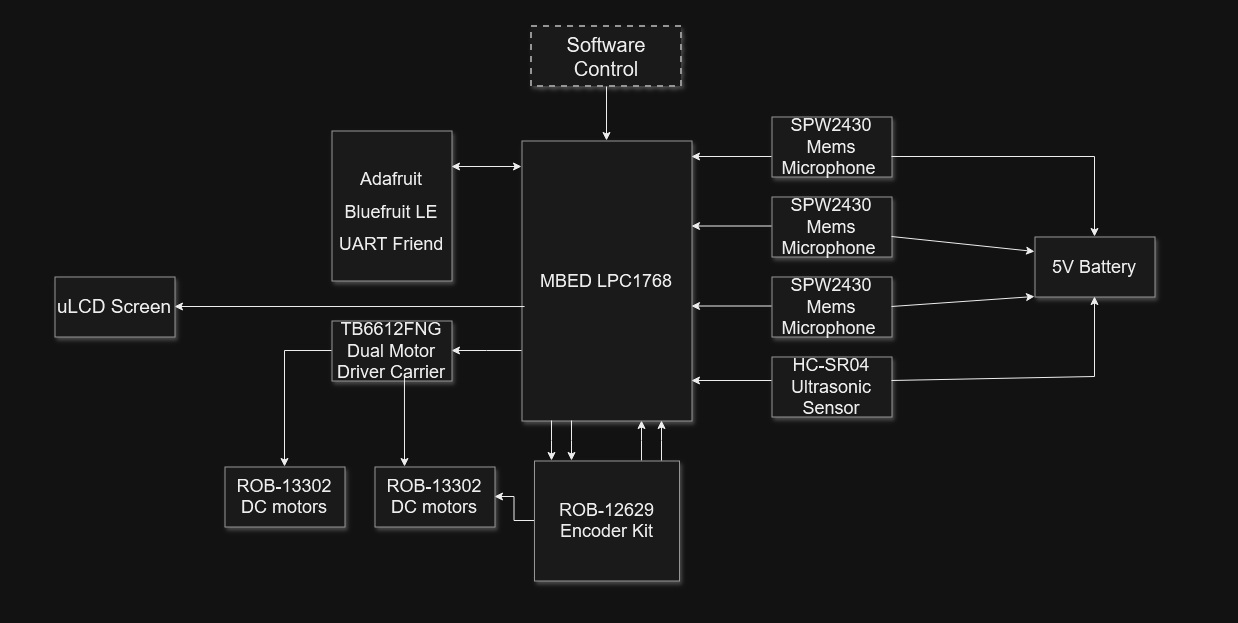 Software
Control
SPW2430
Mems
Microphone
Adafruit
Bluefruit LE
UART Friend
SPW2430
Mems
Microphone
MBED LPC1768
5V Battery
uLCD Screen
SPW2430
Mems
Microphone
TB6612FNG
Dual Motor
Driver Carrier
HC-SR04
Ultrasonic
Sensor
ROB-13302
DC motors
ROB-13302
DC motors
ROB-12629
Encoder Kit